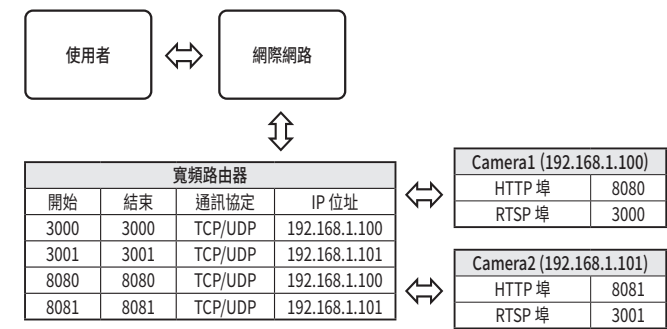 使用者
網際網路
寬頻路由器
開始 結束 通訊協定 IP 位址
3000 3000 TCP/UDP 192.168.1.100
3001 3001 TCP/UDP 192.168.1.101
8080 8080 TCP/UDP 192.168.1.100
8081 8081 TCP/UDP 192.168.1.101
Camera1 (192.168.1.100)
HTTP 埠 8080
RTSP 埠 3000
Camera2 (192.168.1.101)
HTTP 埠 8081
RTSP 埠 3001